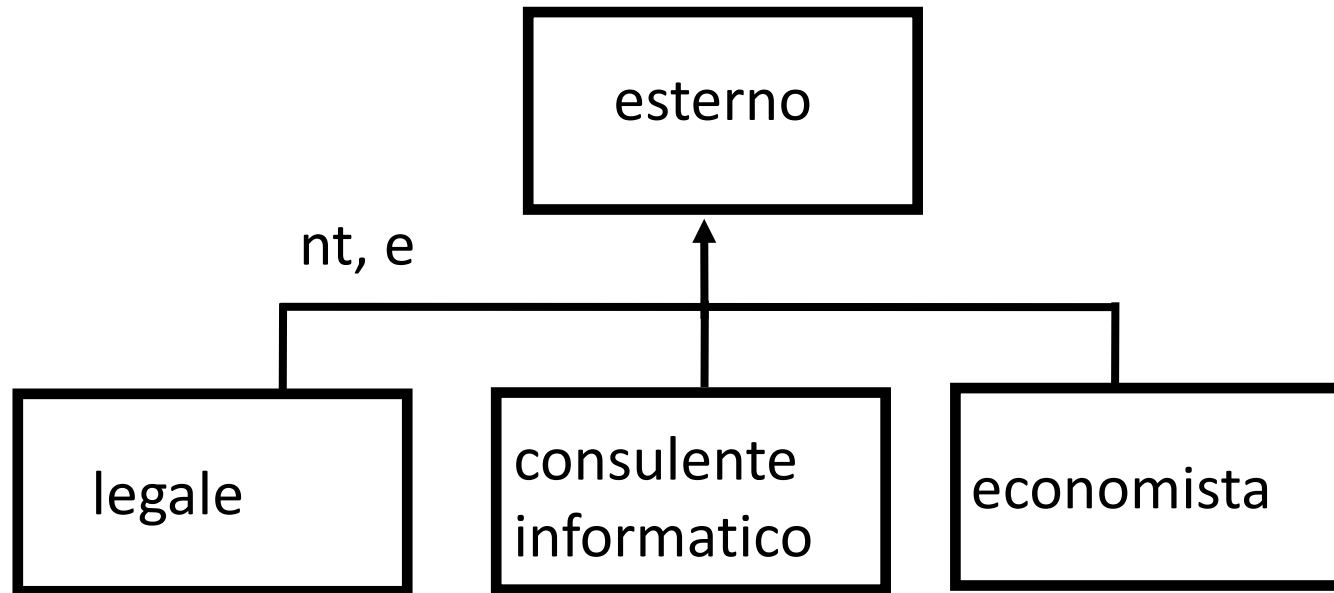 esterno
nt, e
legale
consulente
informatico
economista